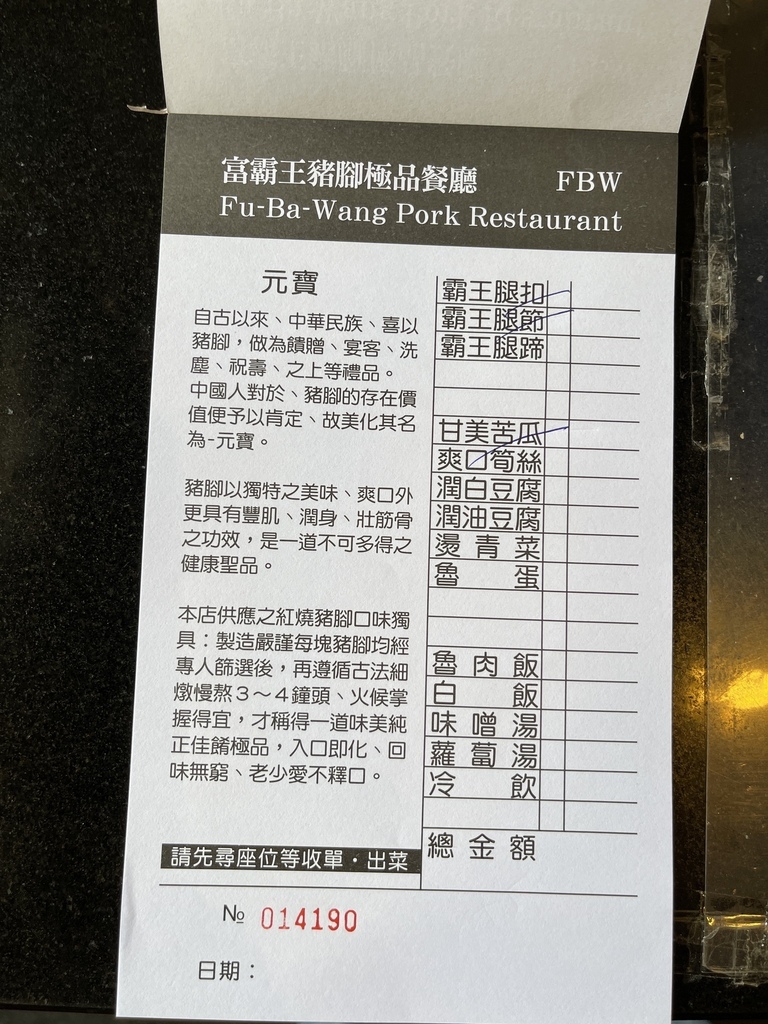 富霸王豬腳極品餐廳 FBW
Fu-Ba-Wang Pork Restaurant
元寶
自古以來、中華民族、喜以
豬腳，做為饋贈、宴客、洗
塵、祝壽、之上等禮品。
中國人對於、豬腳的存在價
值便予以肯定、故美化其名
為-元寶。
豬腳以獨特之美味、爽口外
更具有豐肌、潤身、壯筋骨
之功效，是一道不可多得之
健康聖品。
本店供應之紅燒豬腳口味獨
具：製造嚴謹每塊豬腳均經
專人篩選後，再遵循古法細
燉慢熬3～4鐘頭、火候掌
握得宜，才稱得一道味美純
正佳餚極品，入口即化、回
味無窮、老少愛不釋口。
請先尋座位等收單・出菜
霸王腿扣
霸王腿節
霸王腿蹄
甘美苦瓜
爽口筍絲
潤白豆腐
潤油豆腐
燙青菜
魯蛋
魯肉飯
白飯
味噌湯
蘿蔔湯
冷飲
總金額
№ 014190
日期：